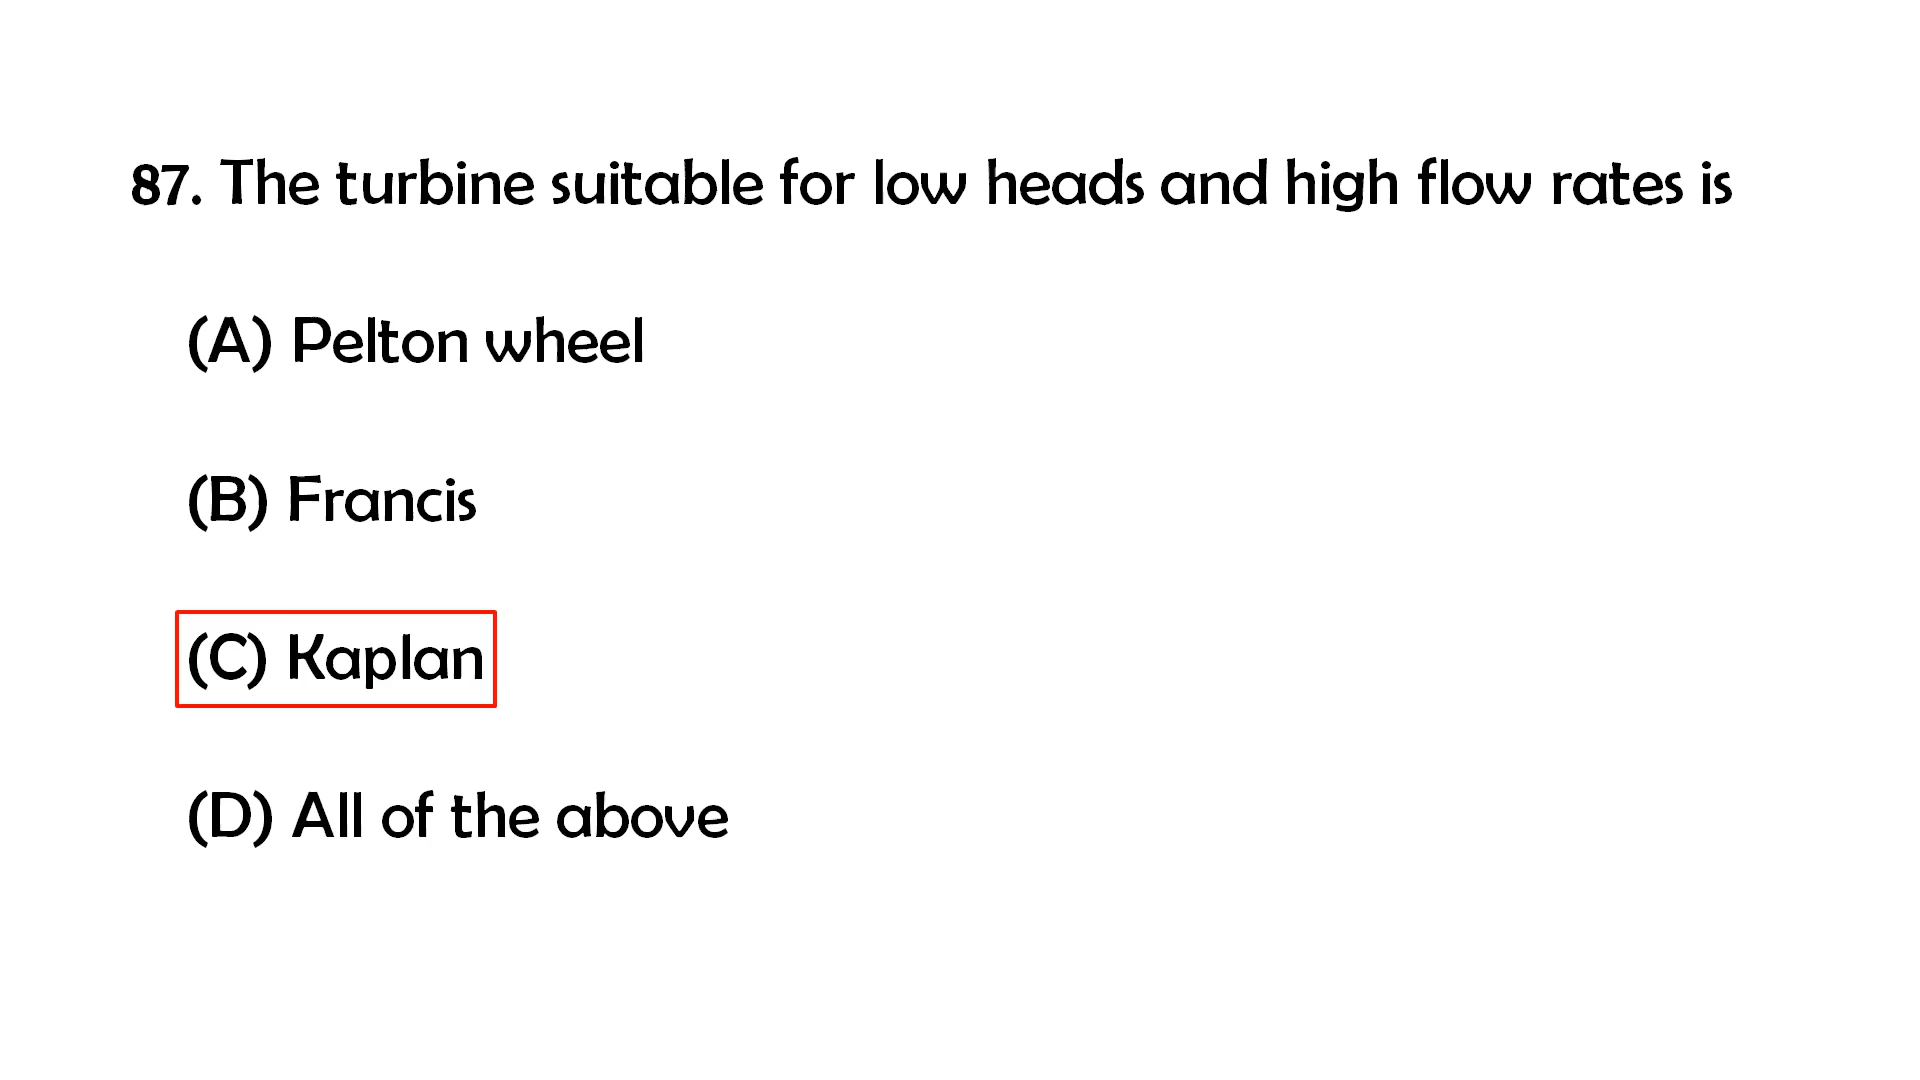 87. The turbine suitable for low heads and high flow rates is
(A) Pelton wheel
(B) Francis
(C) Kaplan
(D) All of the above